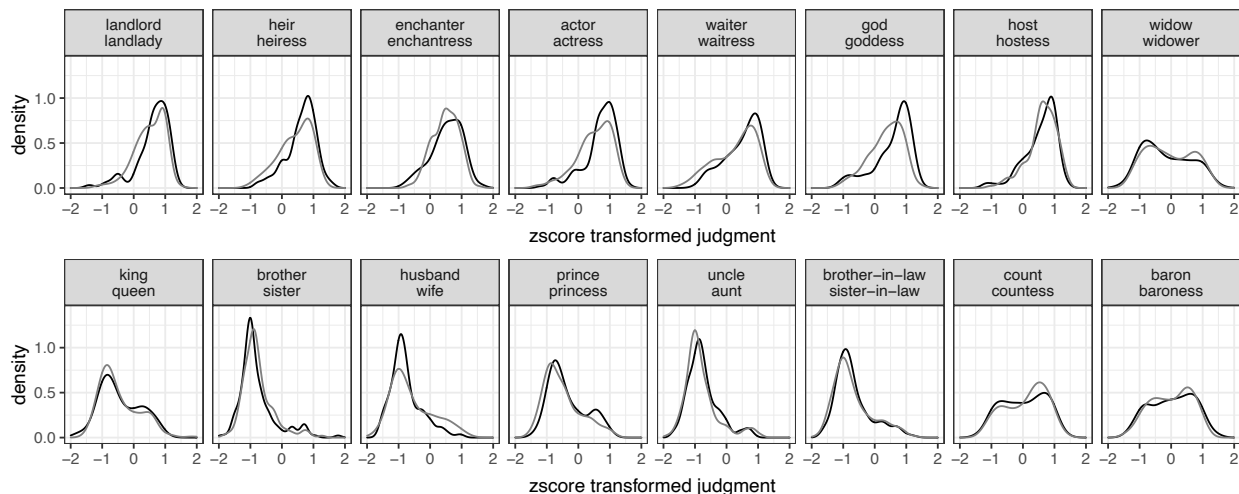 landlord heir enchanter actor waiter god host widow
landlady heiress enchantress actress waitress goddess hostess widower
1.0
0.5
0.0
density
−2 −1 0 1 2 −2 −1 0 1 2 −2 −1 0 1 2 −2 −1 0 1 2 −2 −1 0 1 2 −2 −1 0 1 2 −2 −1 0 1 2 −2 −1 0 1 2
zscore transformed judgment
king brother husband prince uncle brother−in−law count baron
queen sister wife princess aunt sister−in−law countess baroness
1.0
0.5
0.0
density
−2 −1 0 1 2 −2 −1 0 1 2 −2 −1 0 1 2 −2 −1 0 1 2 −2 −1 0 1 2 −2 −1 0 1 2 −2 −1 0 1 2 −2 −1 0 1 2
zscore transformed judgment